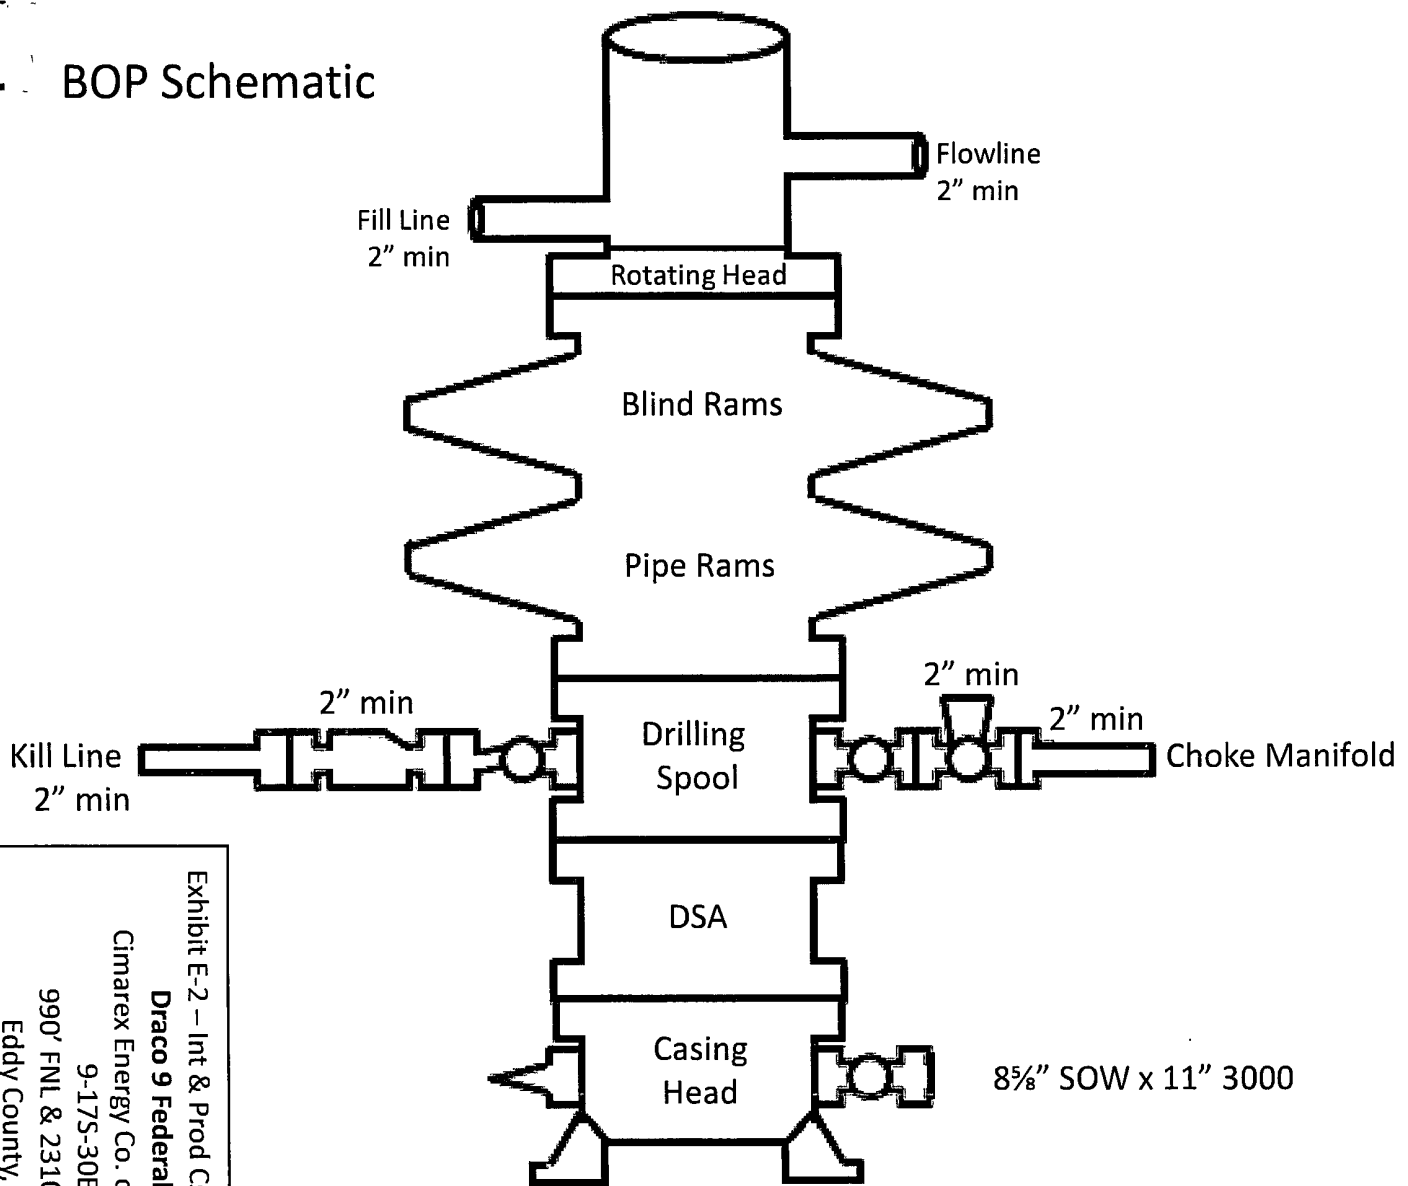 BOP Schematic
Flowline
2” min
Fill Line
2” min
Rotating Head
Blind Rams
Pipe Rams
2” min
2” min
2” min
Kill Line
2” min
Drilling
Spool
Choke Manifold
DSA
Casing
Head
8⅝” SOW x 11” 3000
Exhibit E-2 – Int & Prod
Draco 9 Federal
Cimarex Energy Co.
9-17S-30E
990’ FNL & 2310
Eddy County,